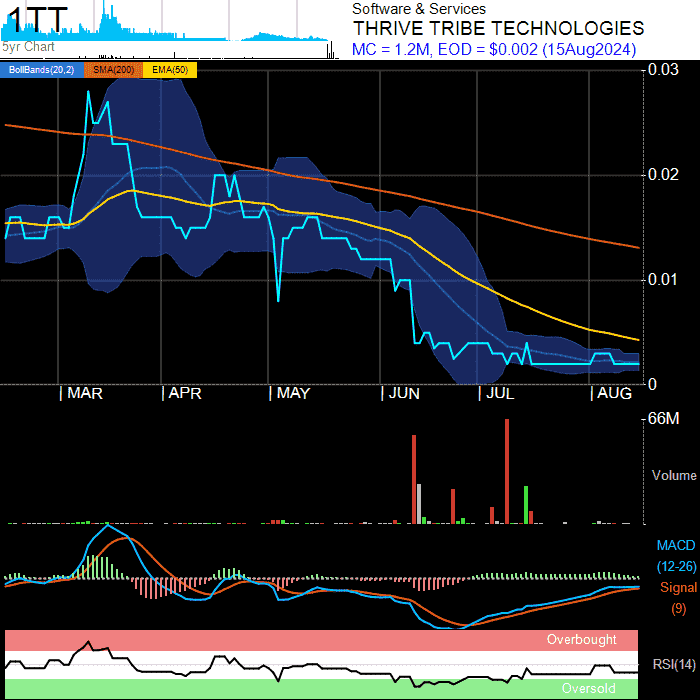 1TT
5yr Chart
Software & Services
THRIVE TRIBE TECHNOLOGIES
MC = 1.2M, EOD = $0.002 (15Aug2024)
BollBands(20,2) SMA(200) EMA(50)
0.03
0.02
0.01
0
MAR APR MAY JUN JUL AUG
66M
Volume
MACD
(12-26)
Signal
(9)
Overbought
RSI(14)
Oversold